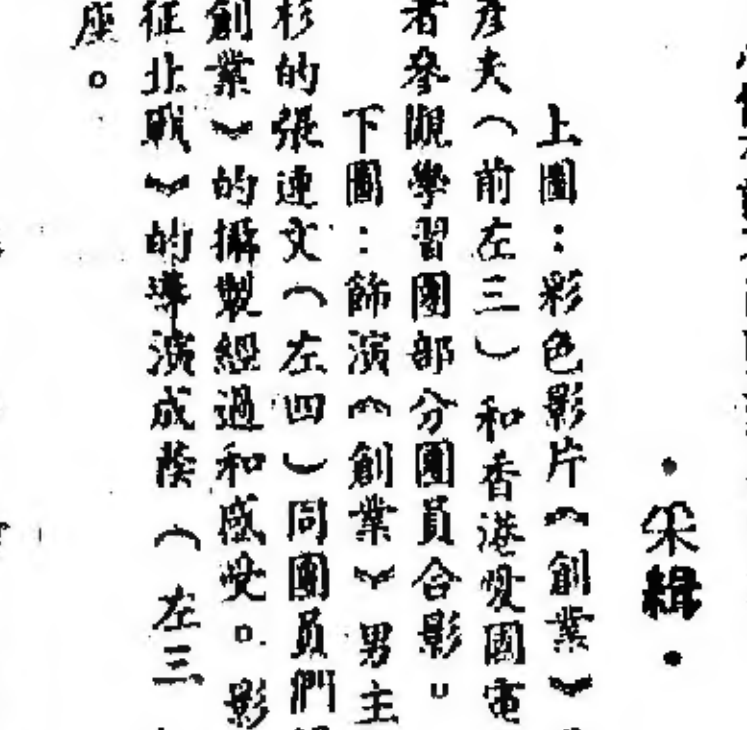 ·采緝·
上圖：彩色影片《創業》
彦夫（前左三）和香港愛國電
者參觀學習團部分團員合影。
下圖：飾演《創業》男主
杉的張連文（左四）同團員們
創業》的攝製經過和感受。影
征北戰》的導演成蔭（左三
座。